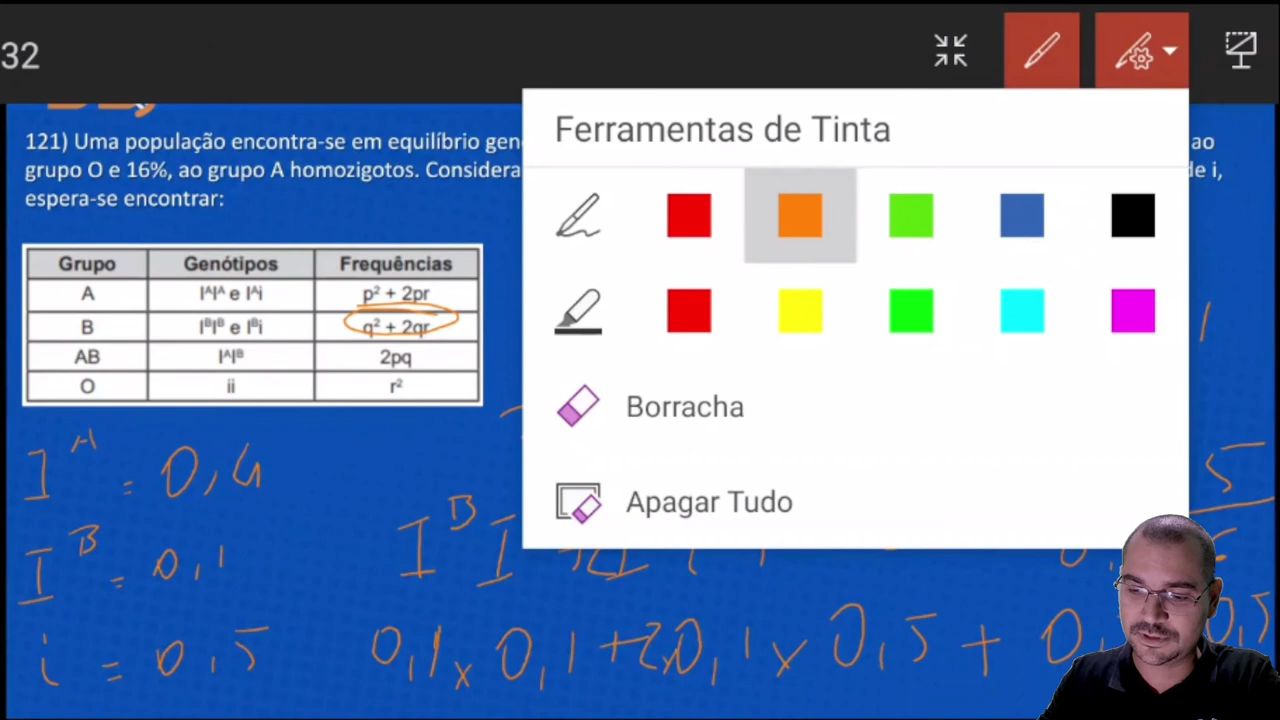 32
Ferramentas de Tinta
121) Uma população encontra-se em equilíbrio gen
ao
grupo O e 16%, ao grupo A homozigotos. Considera
de i,
espera-se encontrar:
Grupo Genótipos Frequências
A IᴬIᴬ e Iᴬi p² + 2pr
B IᴮIᴮ e Iᴮi q² + 2qr
AB IᴬIᴮ 2pq
O ii r²
Borracha
Apagar Tudo
Iᴬ = 0,4
Iᴮ = 0,1
i = 0,5
0,1 x 0,1 + 2.0,1 x 0,5 +